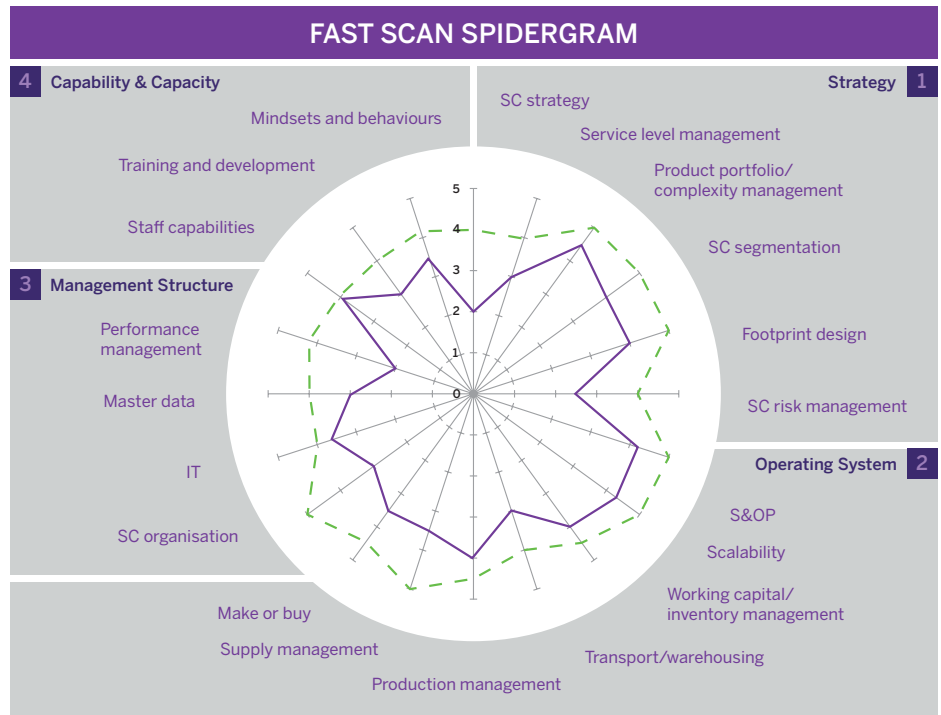 FAST SCAN SPIDERGRAM
4 Capability & Capacity
Mindsets and behaviours
Training and development
Staff capabilities
Strategy 1
SC strategy
Service level management
Product portfolio/
complexity management
SC segmentation
Footprint design
SC risk management
3 Management Structure
Performance
management
Master data
IT
SC organisation
5
4
3
2
1
0
Operating System 2
S&OP
Scalability
Working capital/
inventory management
Transport/warehousing
Make or buy
Supply management
Production management